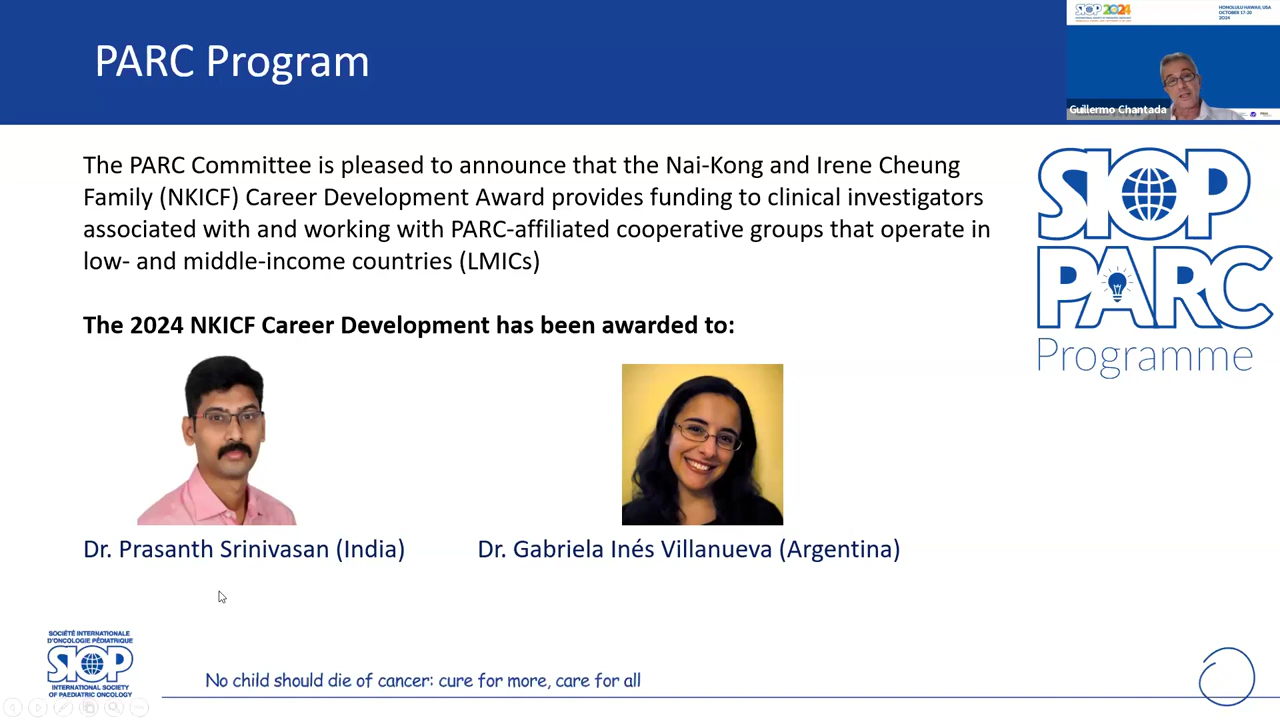 PARC Program
SIOP 2024
HONOLULU HAWAII, USA
OCTOBER 17-20
2024
Guillermo Chantada
The PARC Committee is pleased to announce that the Nai-Kong and Irene Cheung
Family (NKICF) Career Development Award provides funding to clinical investigators
associated with and working with PARC-affiliated cooperative groups that operate in
low- and middle-income countries (LMICs)
SIOP
PARC
Programme
The 2024 NKICF Career Development has been awarded to:
Dr. Prasanth Srinivasan (India)
Dr. Gabriela Inés Villanueva (Argentina)
SOCIÉTÉ INTERNATIONALE
D'ONCOLOGIE PÉDIATRIQUE
SIOP
INTERNATIONAL SOCIETY
OF PAEDIATRIC ONCOLOGY
No child should die of cancer: cure for more, care for all